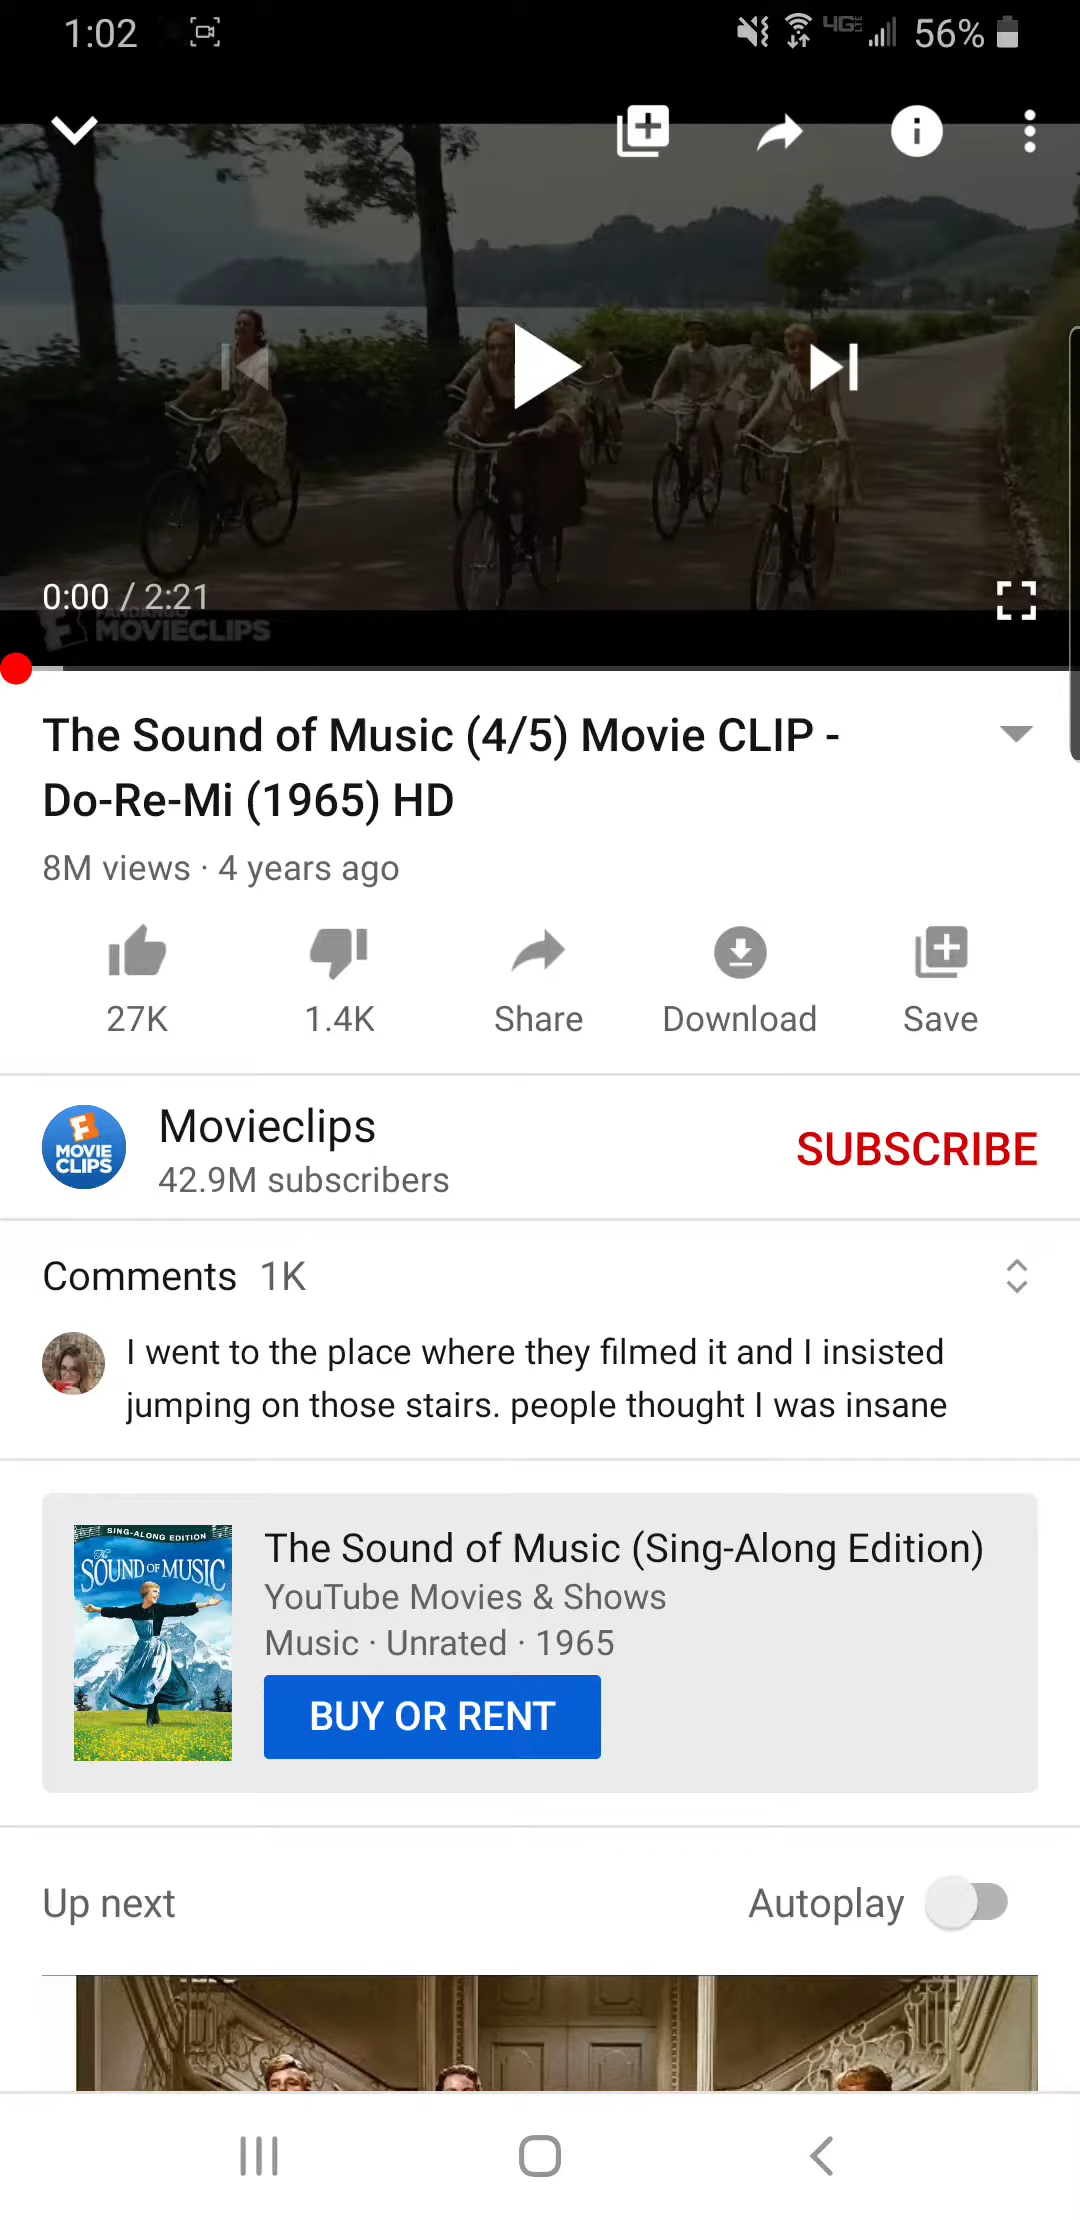 1:02
4G LTE 56%
0:00 / 2:21
FANDANGO
MOVIECLIPS
The Sound of Music (4/5) Movie CLIP -
Do-Re-Mi (1965) HD
8M views · 4 years ago
27K 1.4K Share Download Save
MOVIE
CLIPS
Movieclips
42.9M subscribers
SUBSCRIBE
Comments 1K
I went to the place where they filmed it and I insisted
jumping on those stairs. people thought I was insane
SING-ALONG EDITION
The
SOUND OF MUSIC
The Sound of Music (Sing-Along Edition)
YouTube Movies & Shows
Music · Unrated · 1965
BUY OR RENT
Up next Autoplay